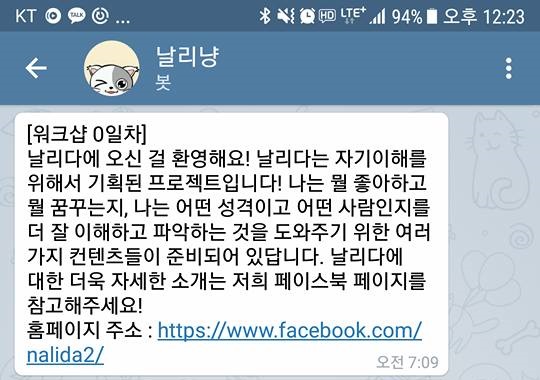 KT TALK ... HD LTE+ 94% 오후 12:23
날리냥
봇
[워크샵 0일차]
날리다에 오신 걸 환영해요! 날리다는 자기이해를
위해서 기획된 프로젝트입니다! 나는 뭘 좋아하고
뭘 꿈꾸는지, 나는 어떤 성격이고 어떤 사람인지를
더 잘 이해하고 파악하는 것을 도와주기 위한 여러
가지 컨텐츠들이 준비되어 있답니다. 날리다에
대한 더욱 자세한 소개는 저희 페이스북 페이지를
참고해주세요!
홈페이지 주소 : https://www.facebook.com/
nalida2/
오전 7:09